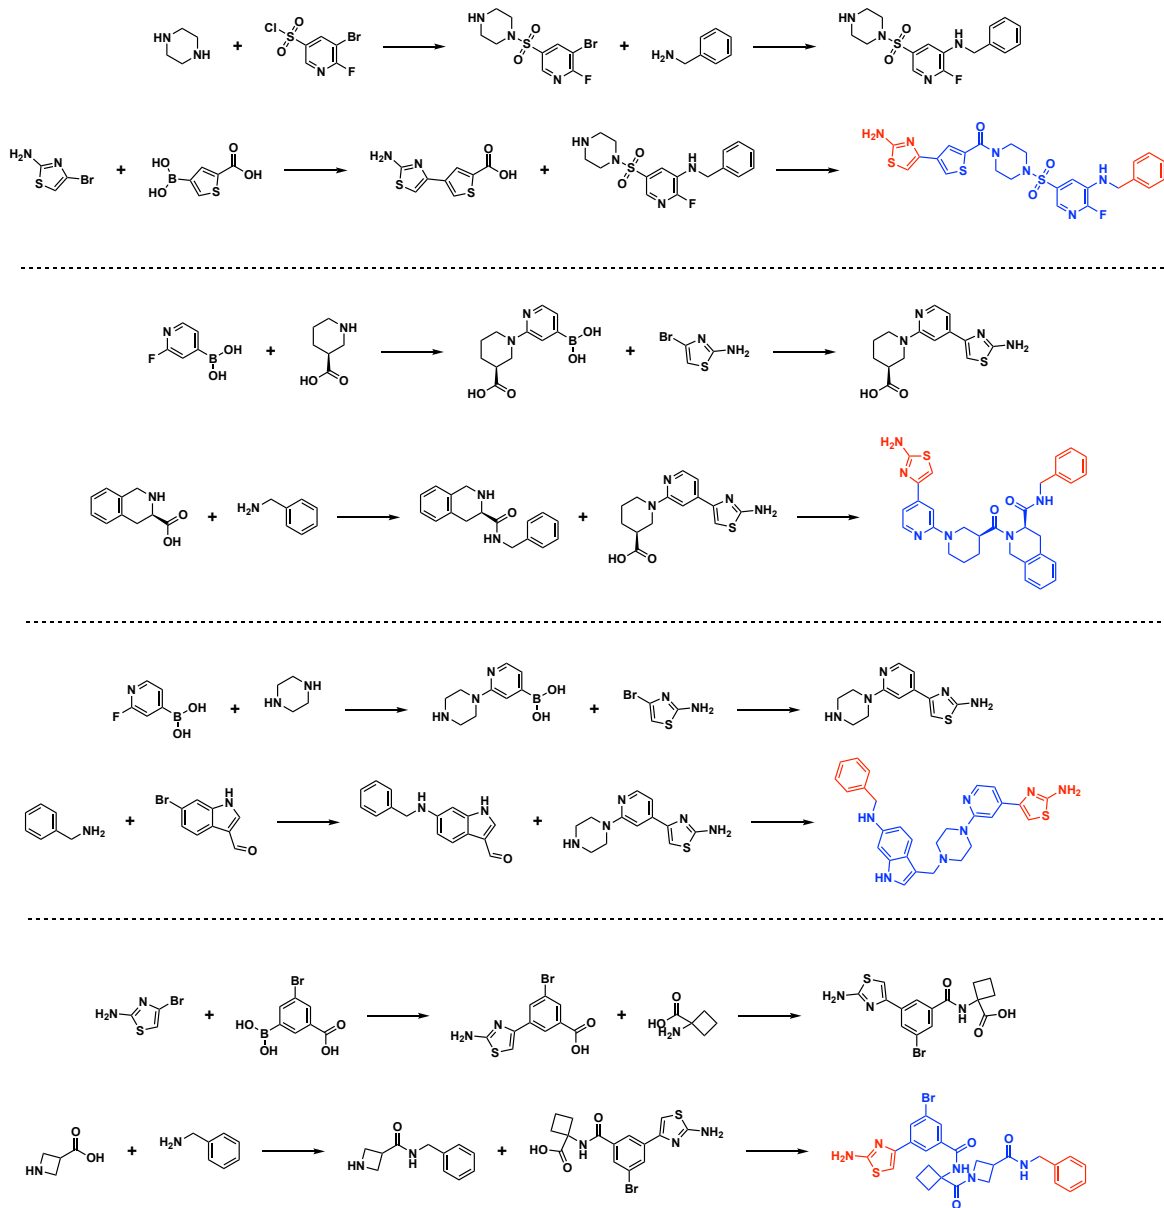 HN NH + Cl O S O Br N F HN N O S O Br N F + H2N HN N O S O H N N F
H2N N S Br + HO B HO S O OH H2N N S S O OH + HN N O S O H N N F H2N N S S O N N O S O H N N F
N F B OH OH + NH HO O N N B OH OH HO O + Br N S NH2 N N N S NH2 HO O
NH O OH + H2N NH O HN + N N N S NH2 HO O H2N S N N N O N O HN
N F B OH OH + NH HN N N HN B OH OH + Br N S NH2 N N HN N S NH2
NH2 + Br H N O N H H N O + N N HN N S NH2 HN HN N N N N S NH2
H2N N S Br + Br HO B OH O OH Br H2N N S O OH + O HO H2N S H2N N O N H O OH Br
O OH HN + H2N O HN N H + O HO N H O S N NH2 Br Br H2N N S O NH O N O N H